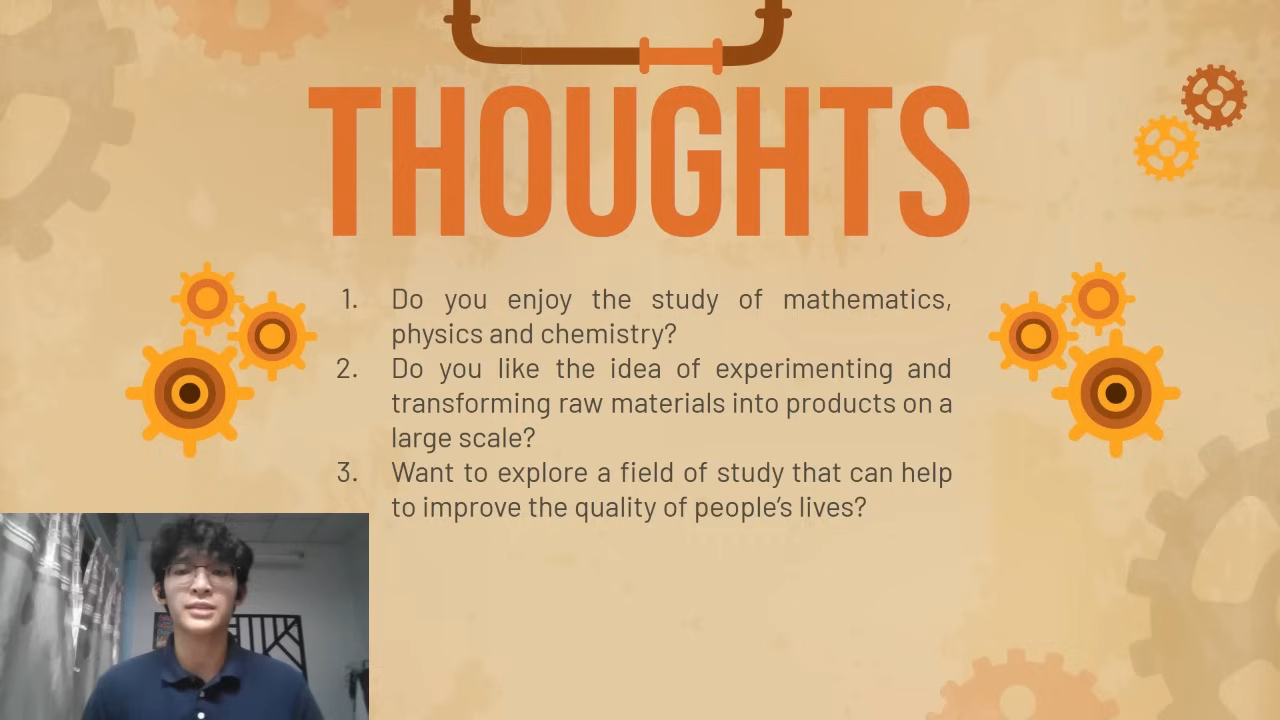 THOUGHTS
1. Do you enjoy the study of mathematics,
physics and chemistry?
2. Do you like the idea of experimenting and
transforming raw materials into products on a
large scale?
3. Want to explore a field of study that can help
to improve the quality of people’s lives?